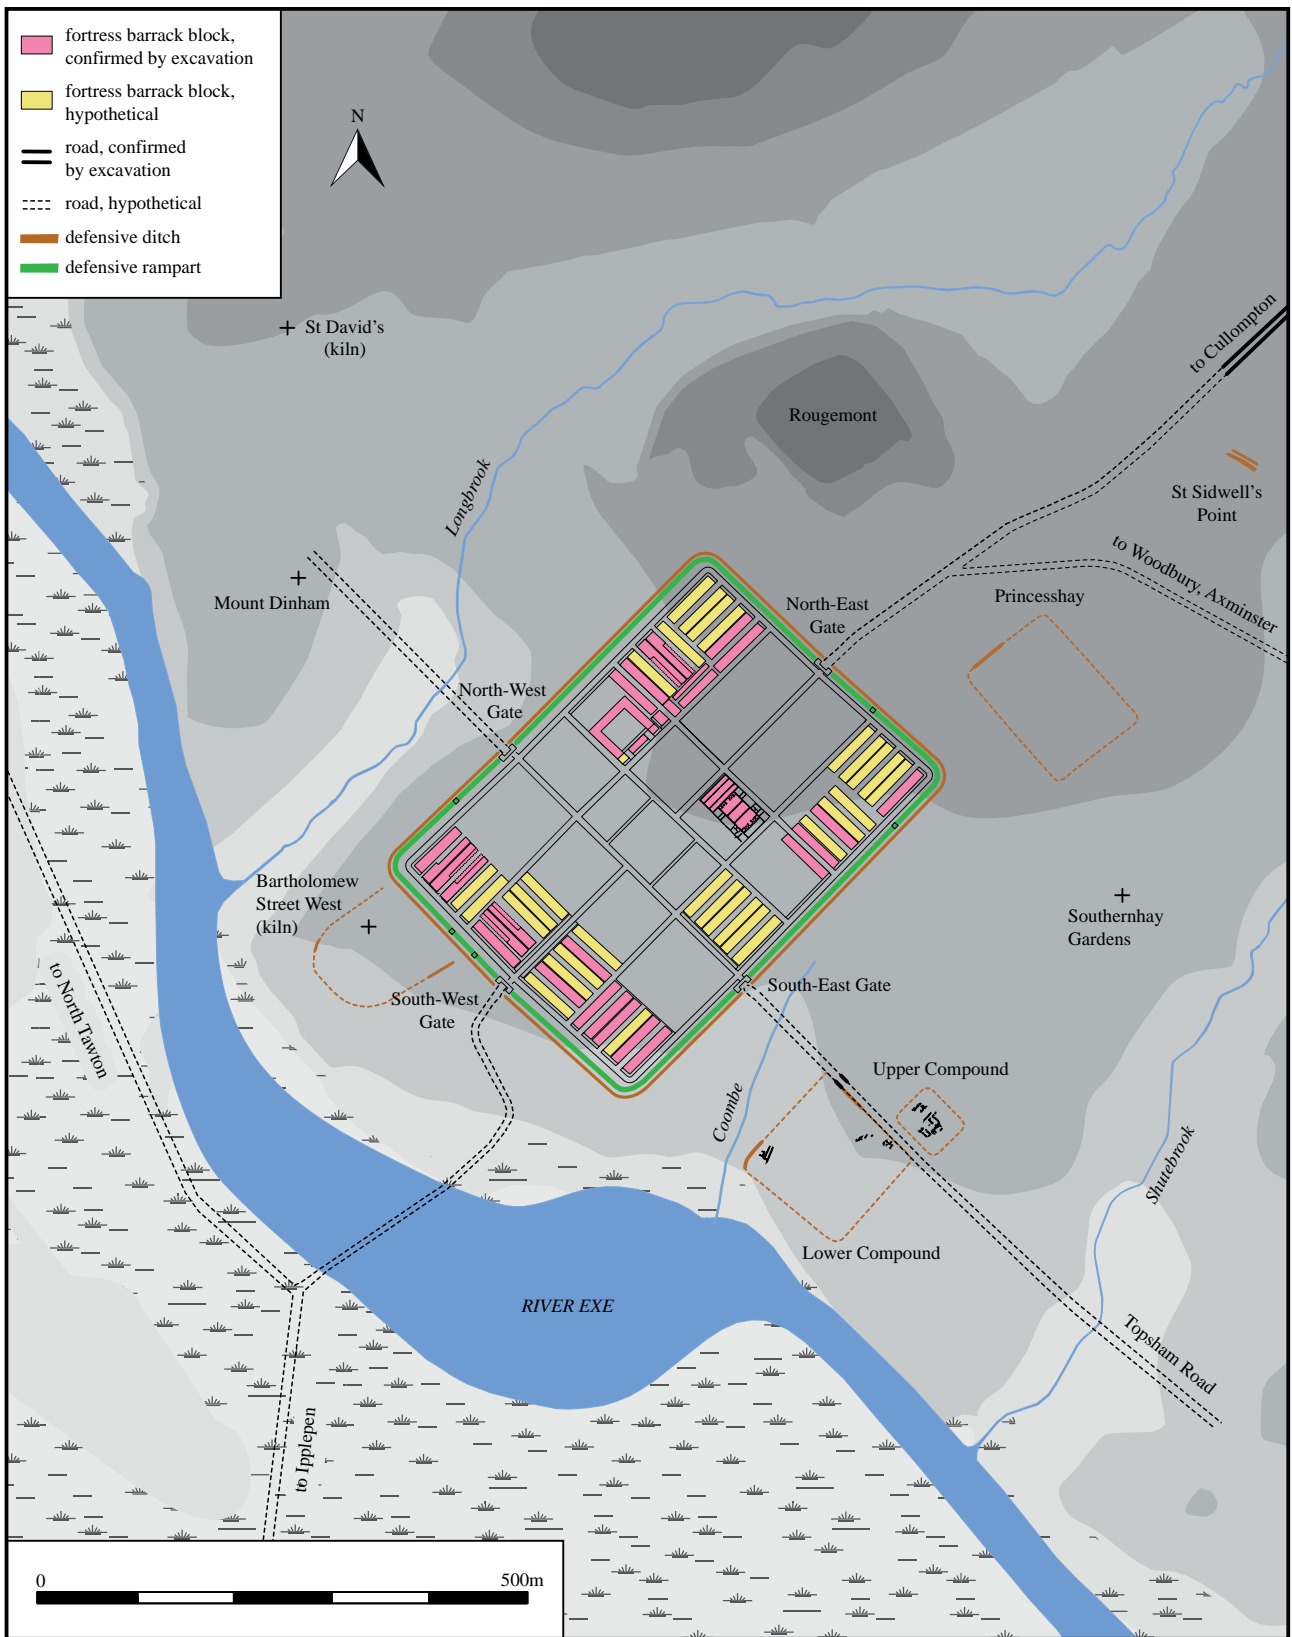 fortress barrack block,
confirmed by excavation
fortress barrack block,
hypothetical
road, confirmed
by excavation
road, hypothetical
defensive ditch
defensive rampart
N
St David’s
(kiln)
to Cullompton
Rougemont
Longbrook
St Sidwell’s
Point
to Woodbury, Axminster
Mount Dinham
North-East
Gate
Princesshay
North-West
Gate
Bartholomew
Street West
(kiln)
Southernhay
Gardens
to North Tawton
South-West
Gate
South-East Gate
Upper Compound
Coombe
Shutebrook
Lower Compound
RIVER EXE
Topsham Road
to Ipplepen
0
500m